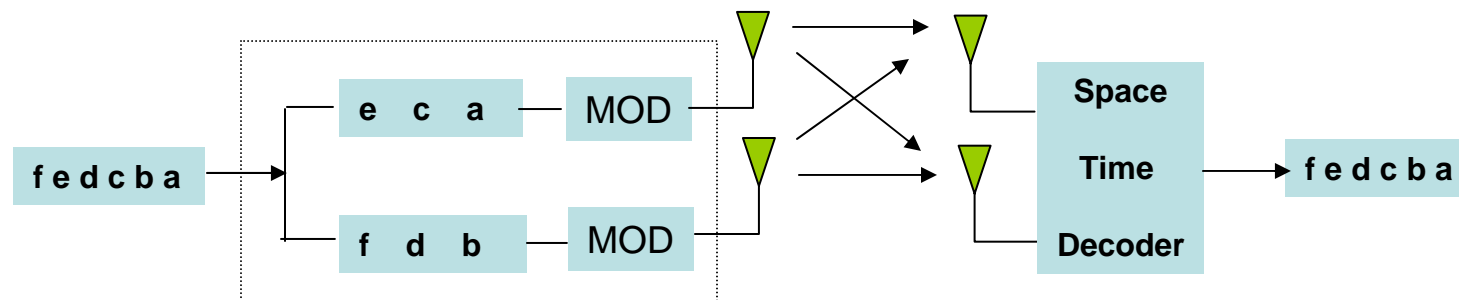 f e d c b a
e c a
MOD
f d b
MOD
Space
Time
Decoder
f e d c b a